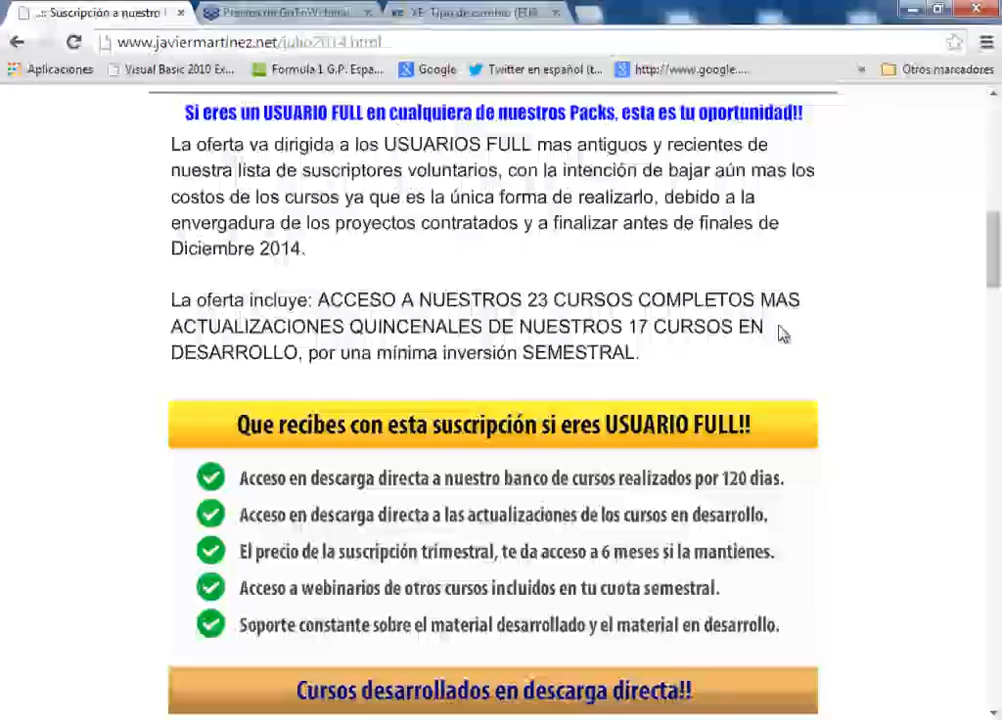 ..:: Suscripción a nuestro
Premios de GoToWebinar
XE: Tipo de cambio (EUR
www.javiermartinez.net/julio2014.html
Aplicaciones
Visual Basic 2010 Ex...
Formula 1 G.P. Espa...
Google
Twitter en español (t...
http://www.google....
»
Otros marcadores
Si eres un USUARIO FULL en cualquiera de nuestros Packs, esta es tu oportunidad!!
La oferta va dirigida a los USUARIOS FULL mas antiguos y recientes de
nuestra lista de suscriptores voluntarios, con la intención de bajar aún mas los
costos de los cursos ya que es la única forma de realizarlo, debido a la
envergadura de los proyectos contratados y a finalizar antes de finales de
Diciembre 2014.
La oferta incluye: ACCESO A NUESTROS 23 CURSOS COMPLETOS MAS
ACTUALIZACIONES QUINCENALES DE NUESTROS 17 CURSOS EN
DESARROLLO, por una mínima inversión SEMESTRAL.
Que recibes con esta suscripción si eres USUARIO FULL!!
Acceso en descarga directa a nuestro banco de cursos realizados por 120 dias.
Acceso en descarga directa a las actualizaciones de los cursos en desarrollo.
El precio de la suscripción trimestral, te da acceso a 6 meses si la mantienes.
Acceso a webinarios de otros cursos incluidos en tu cuota semestral.
Soporte constante sobre el material desarrollado y el material en desarrollo.
Cursos desarrollados en descarga directa!!